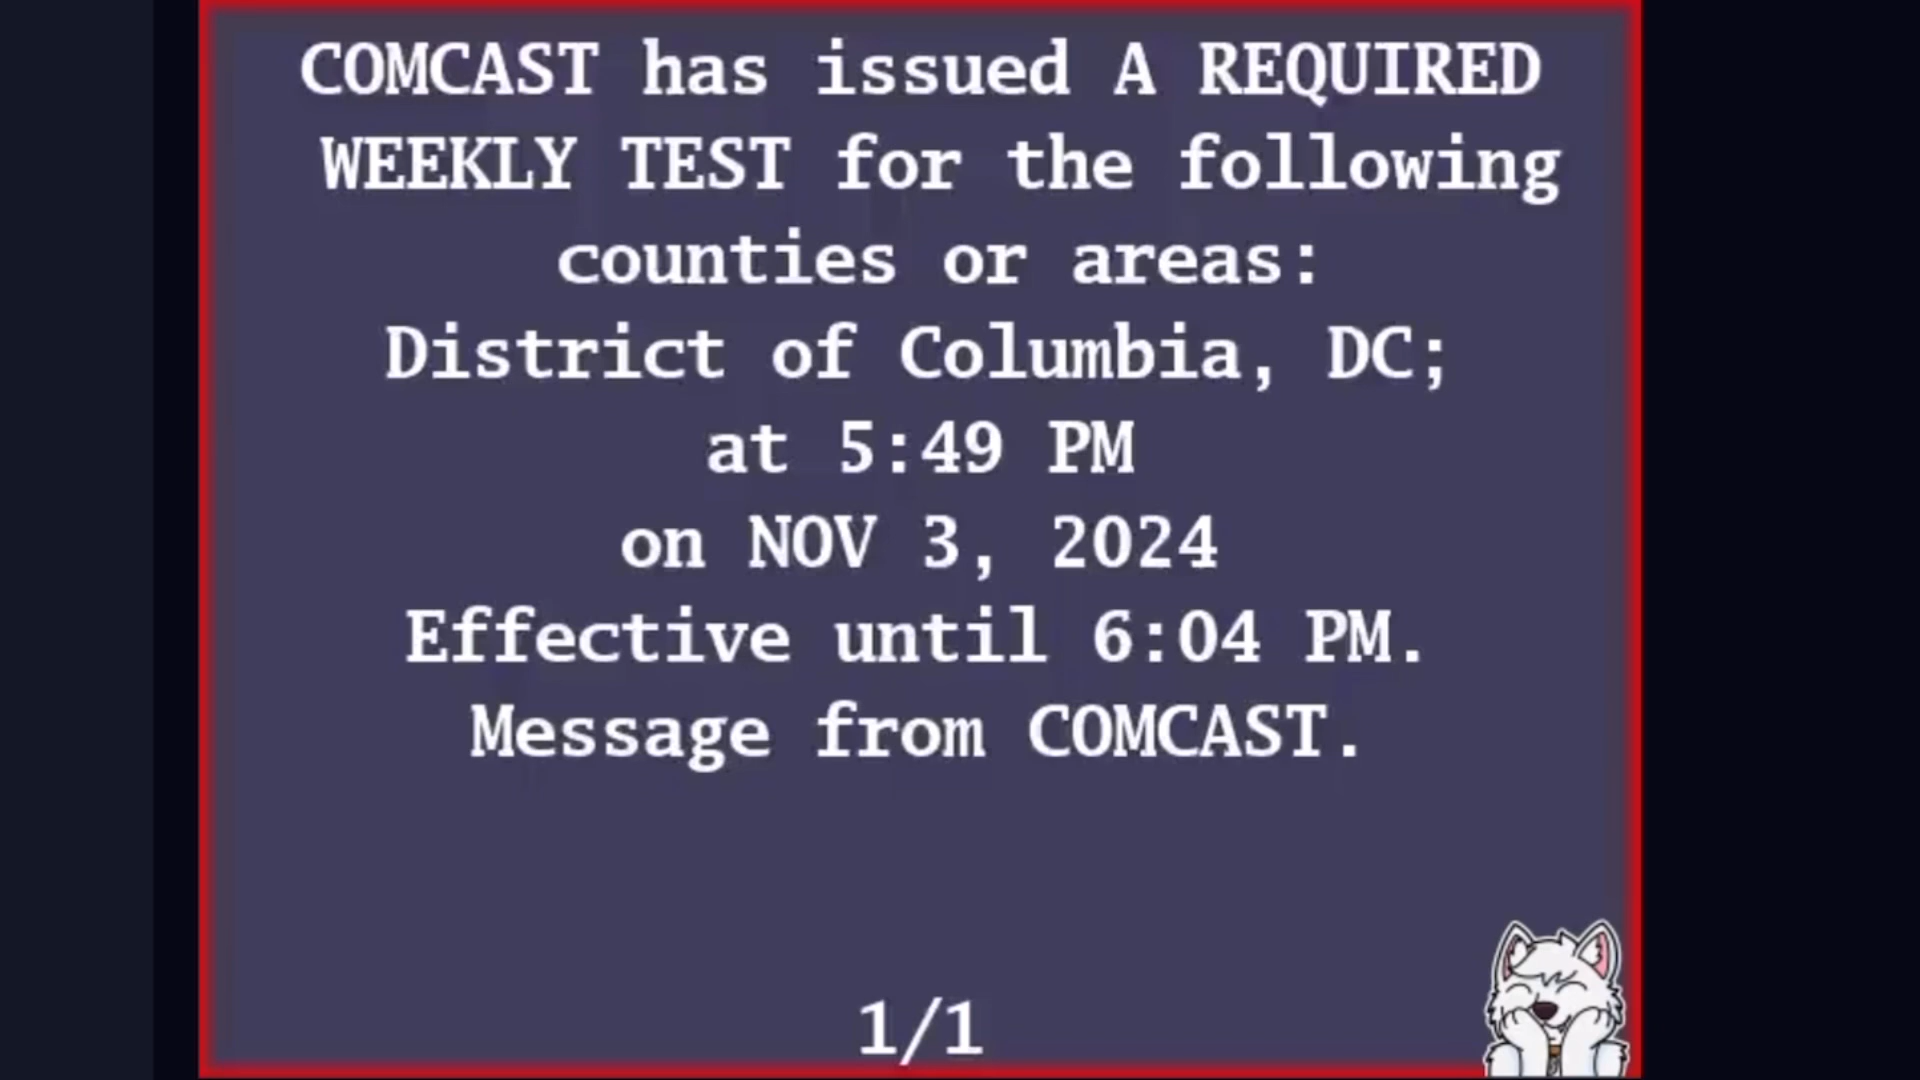 COMCAST has issued A REQUIRED
WEEKLY TEST for the following
counties or areas:
District of Columbia, DC;
at 5:49 PM
on NOV 3, 2024
Effective until 6:04 PM.
Message from COMCAST.
1/1